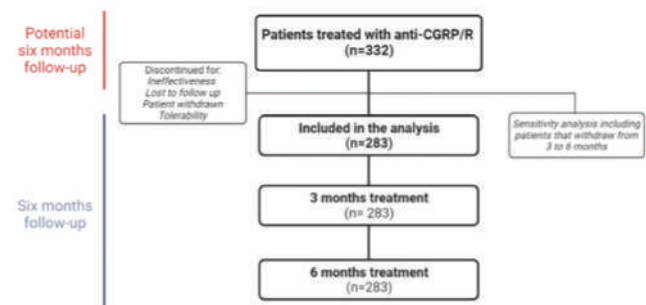 Potential
six months
follow-up
Patients treated with anti-CGRP/R
(n=332)
Discontinued for:
Ineffectiveness
Lost to follow up
Patient withdrawn
Tolerability
Included in the analysis
(n=283)
Sensitivity analysis including
patients that withdraw from
3 to 6 months
Six months
follow-up
3 months treatment
(n= 283)
6 months treatment
(n=283)